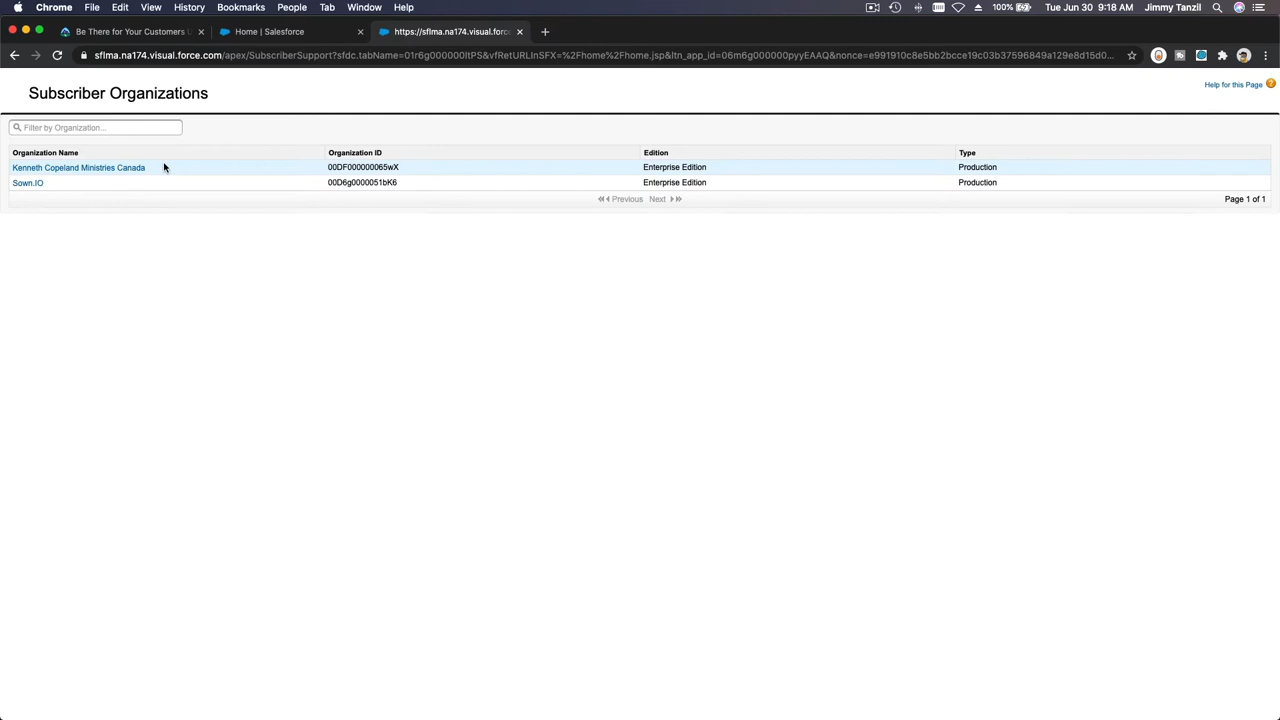 Chrome File Edit View History Bookmarks People Tab Window Help 100% Tue Jun 30 9:18 AM Jimmy Tanzil
Be There for Your Customers Home | Salesforce https://sflma.na174.visual.forc
sflma.na174.visual.force.com/apex/SubscriberSupport?sfdc.tabName=01r6g000000ItPS&vfRetURLInSFX=%2Fhome%2Fhome.jsp&ltn_app_id=06m6g000000pyyEAAQ&nonce=e991910c8e5bb2bcce19c03b37596849a129e8d15d0...
Subscriber Organizations
Help for this Page
Filter by Organization...
Organization Name Organization ID Edition Type
Kenneth Copeland Ministries Canada 00DF000000065wX Enterprise Edition Production
Sown.IO 00D6g0000051bK6 Enterprise Edition Production
Previous Next Page 1 of 1